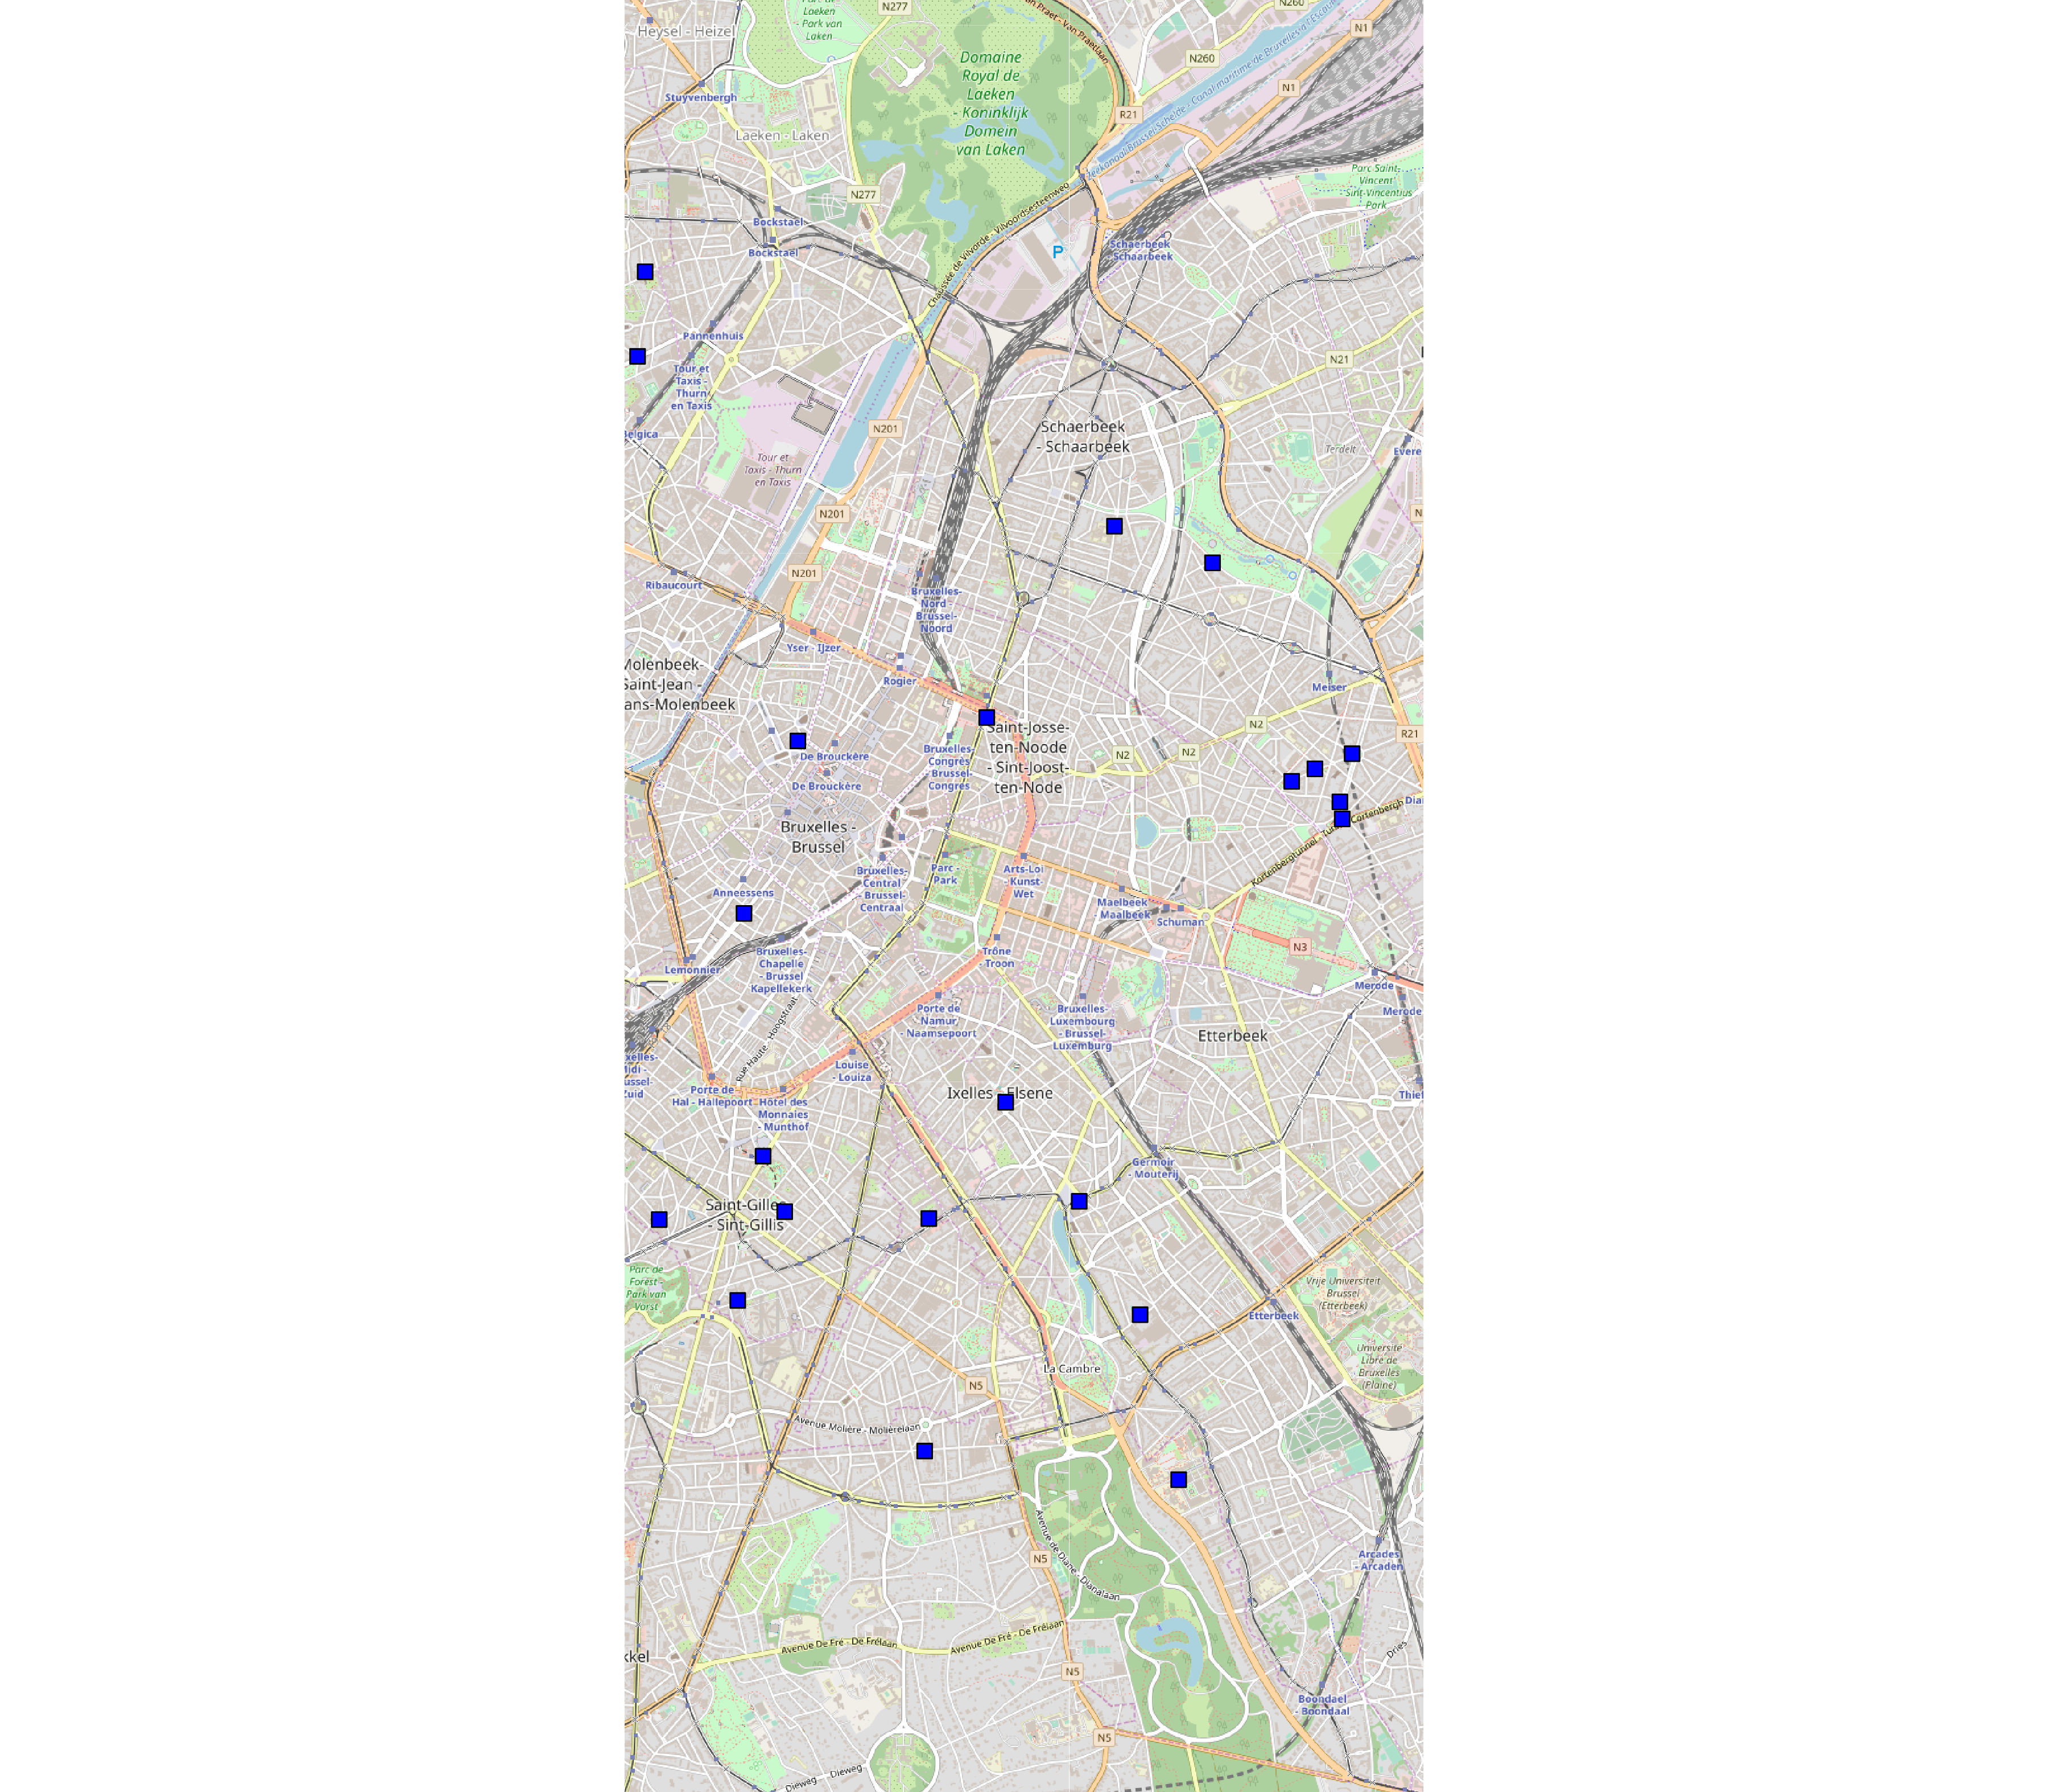 N277
N260
Parc de
Laeken
- Park van
Laken
Heysel - Heizel
N1
N260
Domaine
Royal de
Laeken
- Koninklijk
Domein
van Laken
N1
Stuyvenbergh
R21
Laeken - Laken
Parc Saint-
Vincent
Sint-Vincentius
Park
N277
Chaussée de Vilvorde - Vilvoordsesteenweg
Bockstael
Bockstael
P
Schaerbeek
- Schaarbeek
Pannenhuis
Tour et
Taxis -
Thurn
en Taxis
N21
Belgica
N201
Schaerbeek
- Schaarbeek
Terdelt
Evere
Tour et
Taxis - Thurn
en Taxis
N201
N201
Ribaucourt
Bruxelles-
Nord -
Brussel-
Noord
Yser - IJzer
Molenbeek-
Saint-Jean -
ans-Molenbeek
Rogier
Meiser
N2
Saint-Josse-
ten-Noode
- Sint-Joost-
ten-Node
R21
N2
N2
De Brouckère
Bruxelles-
Congrès
- Brussel-
Congres
De Brouckère
Bruxelles -
Brussel
Kortenbergtunnel - Tunnel Cortenbergh
Parc -
Park
Arts-Loi
- Kunst-
Wet
Bruxelles-
Central
- Brussel-
Centraal
Anneessens
Maelbeek
- Maalbeek
Schuman
N3
Trône
- Troon
Bruxelles-
Chapelle
- Brussel
Kapellekerk
Lemonnier
Merode
Merode
Rue Haute - Hoogstraat
Porte de
Namur
- Naamsepoort
Bruxelles-
Luxembourg
- Brussel-
Luxemburg
Etterbeek
Louise
- Louiza
Porte de
Hal - Hallepoort
Hôtel des
Monnaies
- Munthof
Ixelles - Elsene
Germoir
- Mouterij
Saint-Gilles
- Sint-Gillis
Parc de
Forest -
Park van
Vorst
Vrije Universiteit
Brussel
(Etterbeek)
Etterbeek
Université
Libre de
Bruxelles
(Plaine)
La Cambre
N5
Avenue Molière - Molièrelaan
N5
Avenue de Diane - Dianalaan
Arcades
- Arcaden
Avenue De Fré - De Frélaan
Avenue De Fré - De Frélaan
kkel
Dries
N5
Boondael
- Boondaal
N5
Dieweg - Dieweg